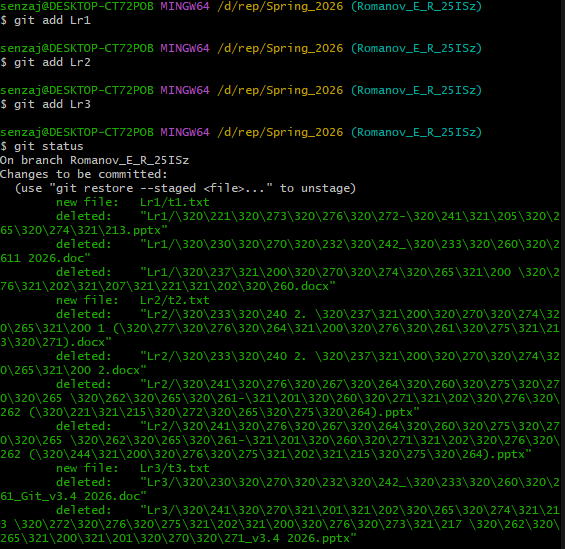 senzaj@DESKTOP-CT72POB MINGW64 /d/rep/Spring_2026 (Romanov_E_R_25ISz)
$ git add Lr1
senzaj@DESKTOP-CT72POB MINGW64 /d/rep/Spring_2026 (Romanov_E_R_25ISz)
$ git add Lr2
senzaj@DESKTOP-CT72POB MINGW64 /d/rep/Spring_2026 (Romanov_E_R_25ISz)
$ git add Lr3
senzaj@DESKTOP-CT72POB MINGW64 /d/rep/Spring_2026 (Romanov_E_R_25ISz)
$ git status
On branch Romanov_E_R_25ISz
Changes to be committed:
  (use "git restore --staged <file>..." to unstage)
        new file:   Lr1/t1.txt
        deleted:    "Lr1/\320\221\320\273\320\276\320\272-\320\241\321\205\320\2
65\320\274\321\213.pptx"
        deleted:    "Lr1/\320\230\320\270\320\232\320\242_\320\233\320\260\320\2
611 2026.doc"
        deleted:    "Lr1/\320\237\321\200\320\270\320\274\320\265\321\200 \320\2
76\321\202\321\207\321\221\321\202\320\260.docx"
        new file:   Lr2/t2.txt
        deleted:    "Lr2/\320\233\320\240 2. \320\237\321\200\320\270\320\274\32
0\265\321\200 1 (\320\277\320\276\320\264\321\200\320\276\320\261\320\275\321\21
3\320\271).docx"
        deleted:    "Lr2/\320\233\320\240 2. \320\237\321\200\320\270\320\274\32
0\265\321\200 2.docx"
        deleted:    "Lr2/\320\241\320\276\320\267\320\264\320\260\320\275\320\27
0\320\265 \320\262\320\265\320\261-\321\201\320\260\320\271\321\202\320\276\320\
262 (\320\221\321\215\320\272\320\265\320\275\320\264).pptx"
        deleted:    "Lr2/\320\241\320\276\320\267\320\264\320\260\320\275\320\27
0\320\265 \320\262\320\265\320\261-\321\201\320\260\320\271\321\202\320\276\320\
262 (\320\244\321\200\320\276\320\275\321\202\321\215\320\275\320\264).pptx"
        new file:   Lr3/t3.txt
        deleted:    "Lr3/\320\230\320\270\320\232\320\242_\320\233\320\260\320\2
61_Git_v3.4 2026.doc"
        deleted:    "Lr3/\320\241\320\270\321\201\321\202\320\265\320\274\321\21
3 \320\272\320\276\320\275\321\202\321\200\320\276\320\273\321\217 \320\262\320\
265\321\200\321\201\320\270\320\271_v3.4 2026.pptx"